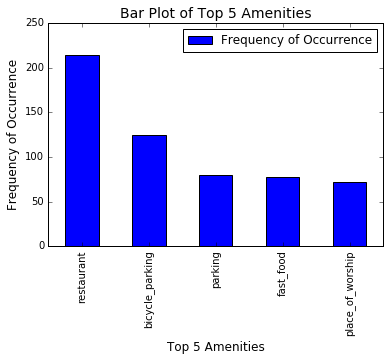 Bar Plot of Top 5 Amenities
Frequency of Occurrence
Frequency of Occurrence
250
200
150
100
50
0
restaurant
bicycle_parking
parking
fast_food
place_of_worship
Top 5 Amenities